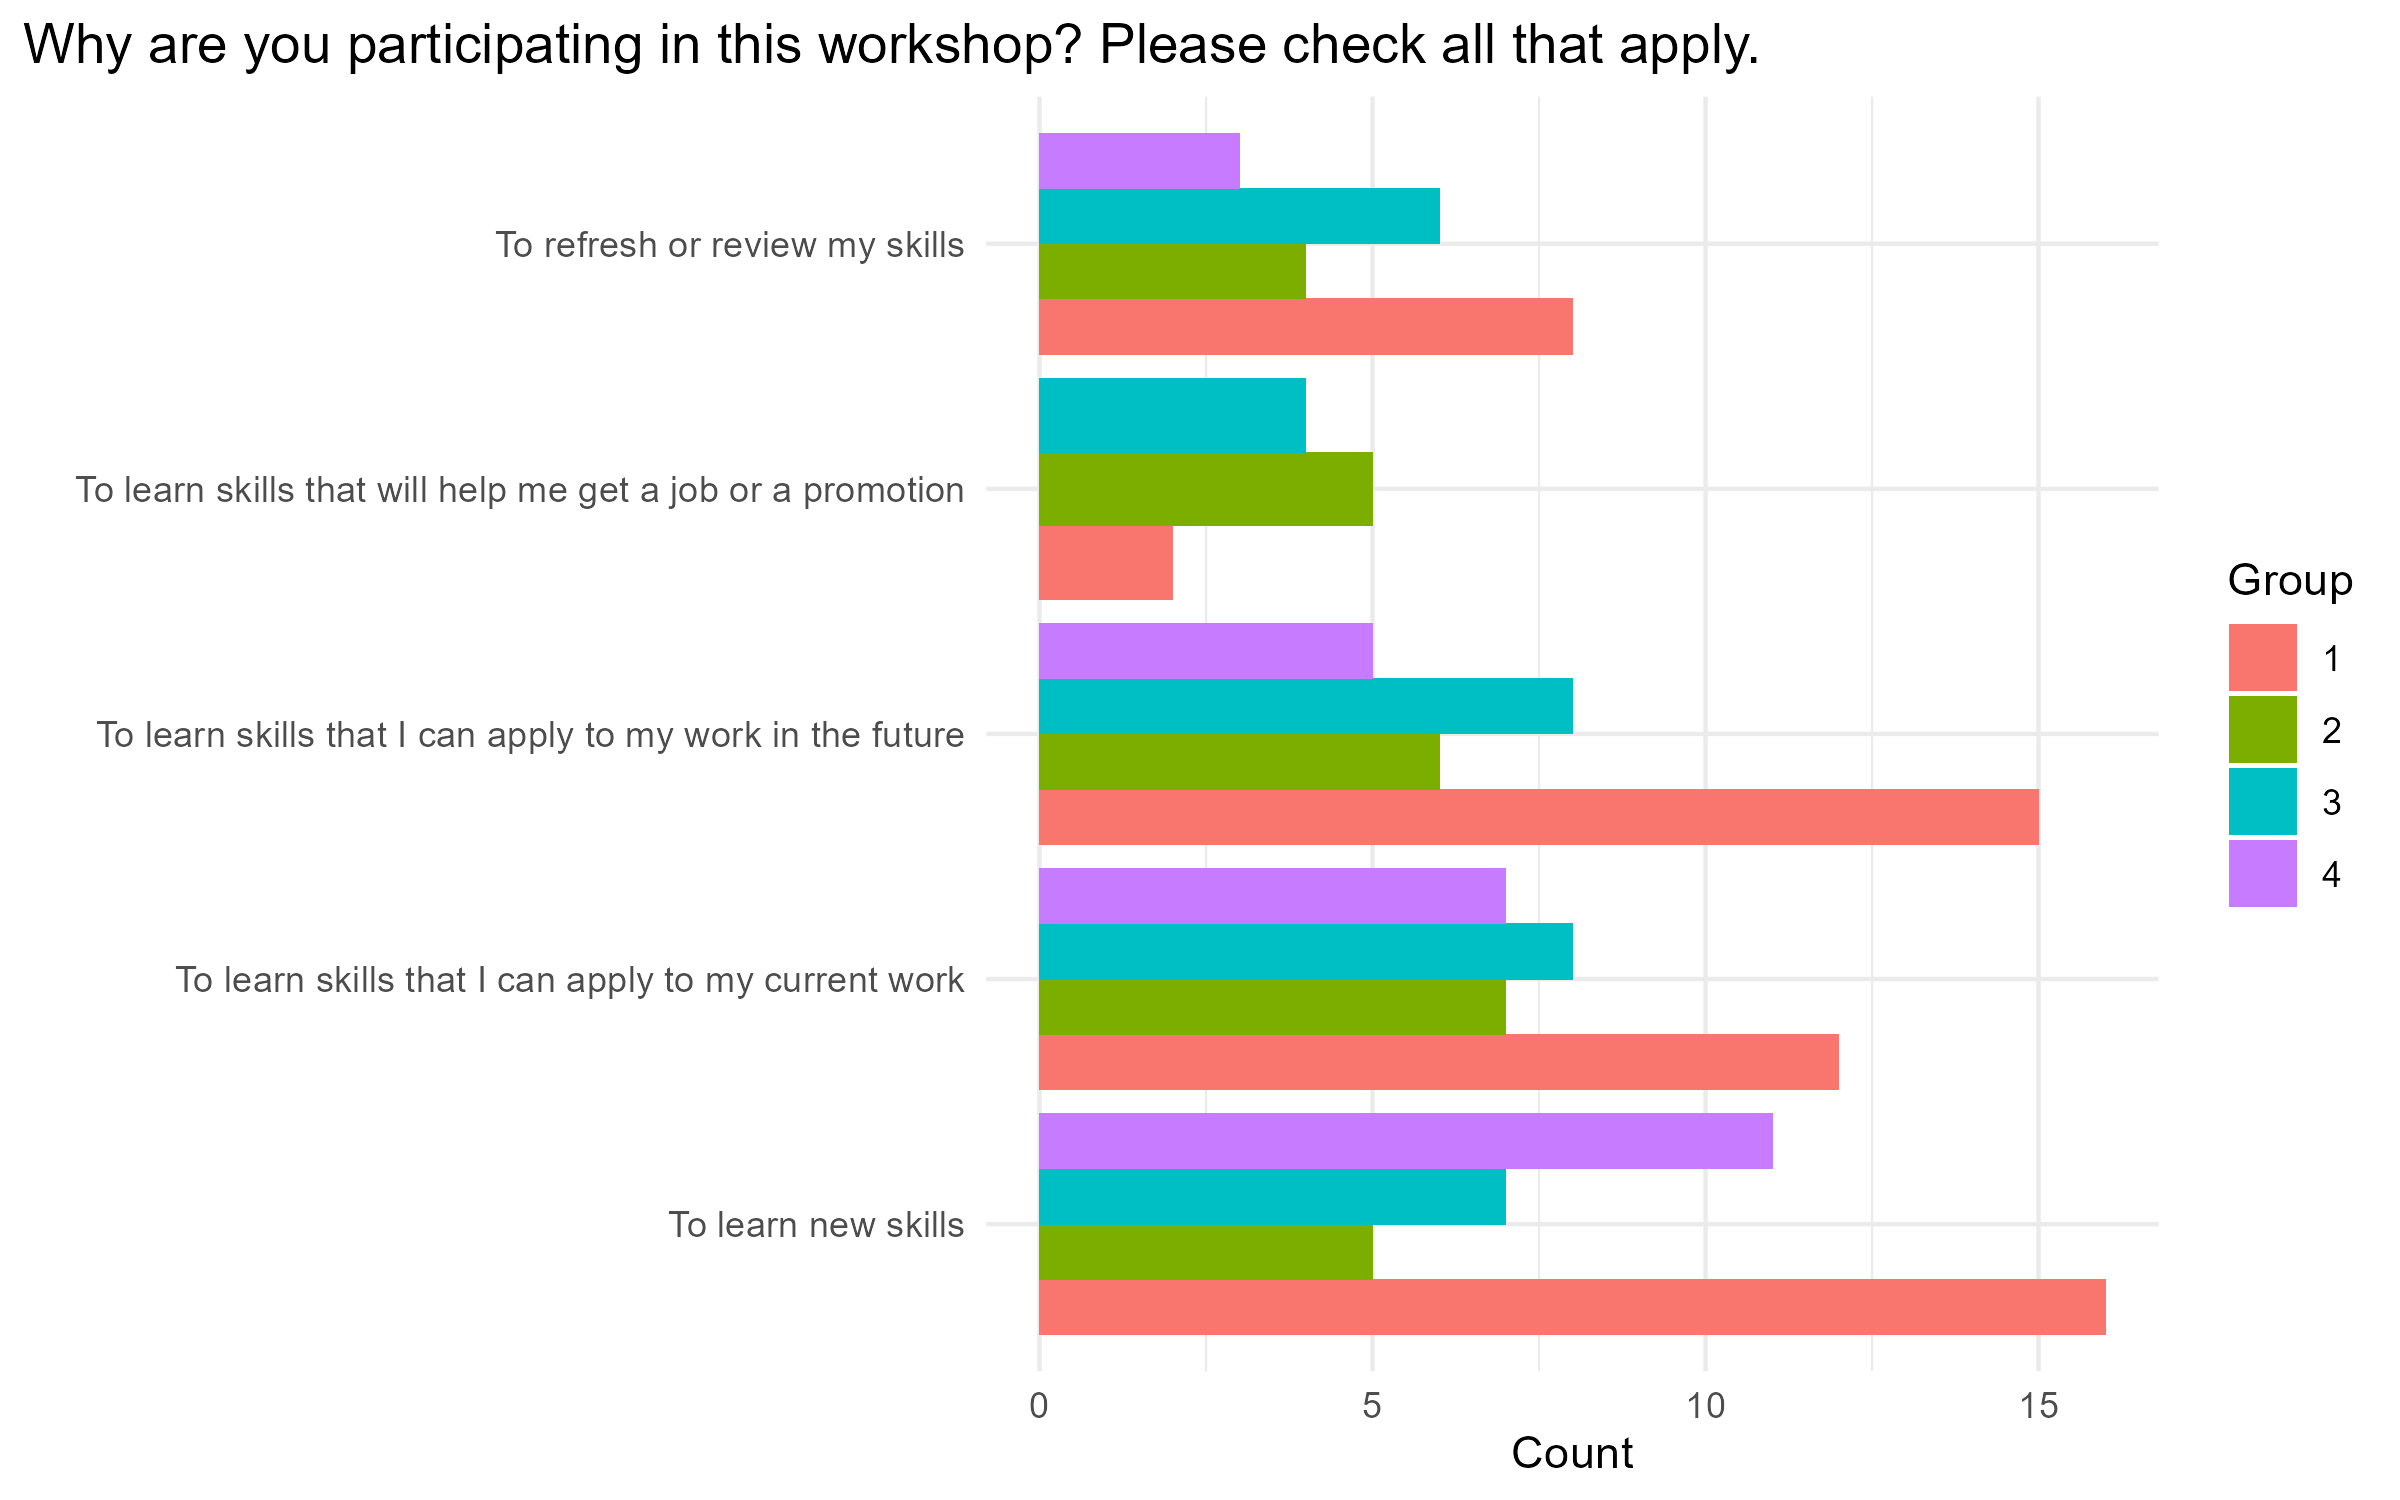 Why are you participating in this workshop? Please check all that apply.
To refresh or review my skills
To learn skills that will help me get a job or a promotion
To learn skills that I can apply to my work in the future
To learn skills that I can apply to my current work
To learn new skills
0 5 10 15
Count
Group
1
2
3
4